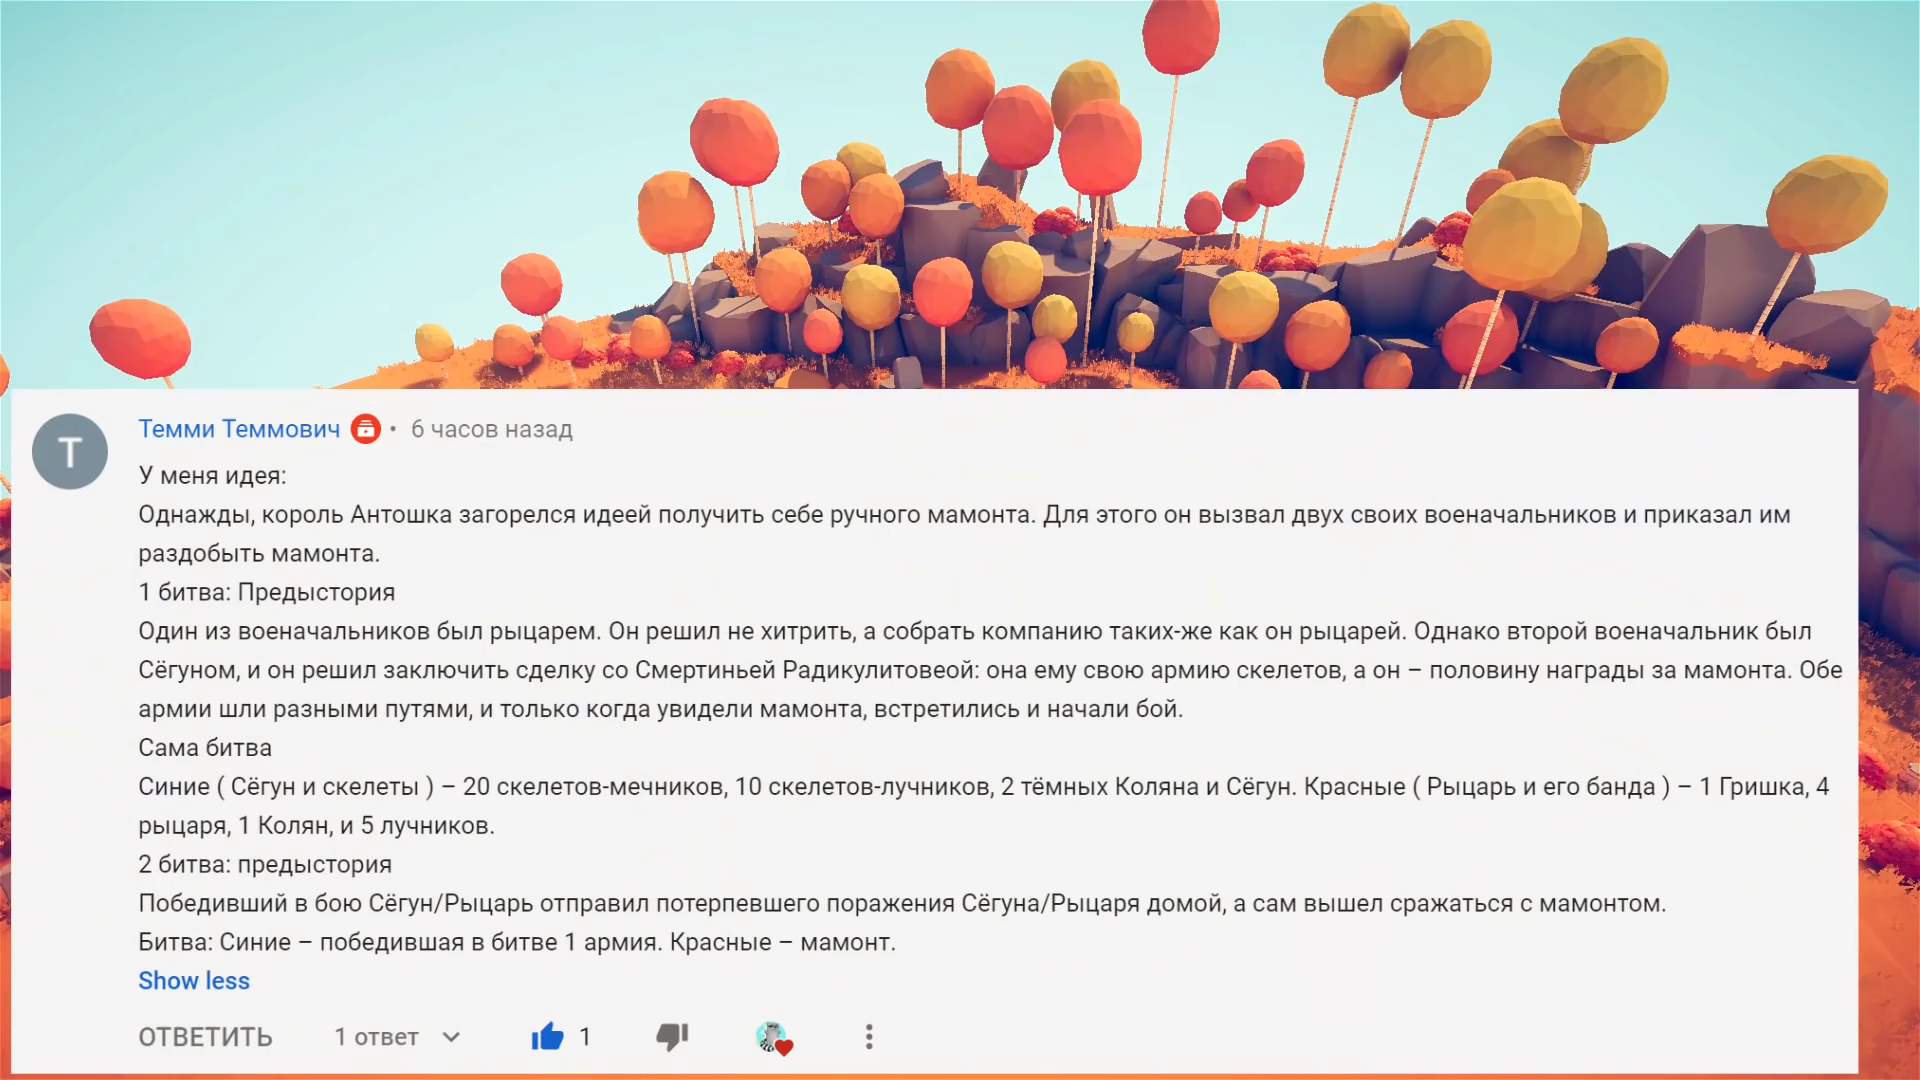 T
Темми Теммович • 6 часов назад
У меня идея:
Однажды, король Антошка загорелся идеей получить себе ручного мамонта. Для этого он вызвал двух своих военачальников и приказал им
раздобыть мамонта.
1 битва: Предыстория
Один из военачальников был рыцарем. Он решил не хитрить, а собрать компанию таких-же как он рыцарей. Однако второй военачальник был
Сёгуном, и он решил заключить сделку со Смертиньей Радикулитовеой: она ему свою армию скелетов, а он – половину награды за мамонта. Обе
армии шли разными путями, и только когда увидели мамонта, встретились и начали бой.
Сама битва
Синие ( Сёгун и скелеты ) – 20 скелетов-мечников, 10 скелетов-лучников, 2 тёмных Коляна и Сёгун. Красные ( Рыцарь и его банда ) – 1 Гришка, 4
рыцаря, 1 Колян, и 5 лучников.
2 битва: предыстория
Победивший в бою Сёгун/Рыцарь отправил потерпевшего поражения Сёгуна/Рыцаря домой, а сам вышел сражаться с мамонтом.
Битва: Синие – победившая в битве 1 армия. Красные – мамонт.
Show less
ОТВЕТИТЬ 1 ответ 1